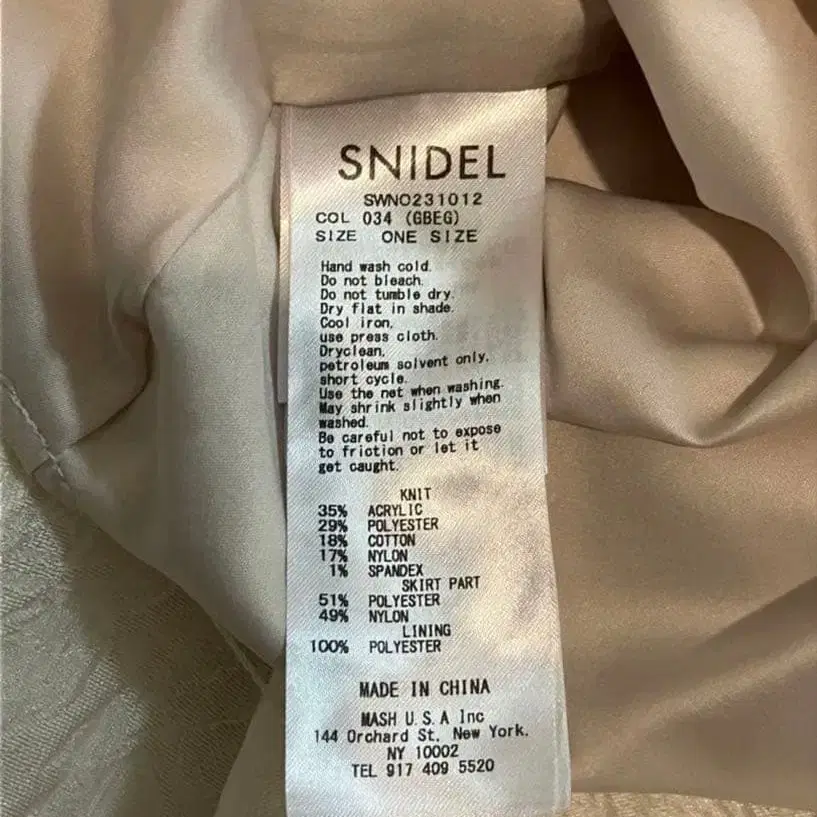 SNIDEL
SWNO231012
COL 034 (GBEG)
SIZE ONE SIZE
Hand wash cold.
Do not bleach.
Do not tumble dry.
Dry flat in shade.
Cool iron,
use press cloth.
Dryclean,
petroleum solvent only,
short cycle.
Use the net when washing.
May shrink slightly when
washed.
Be careful not to expose
to friction or let it
get caught.
KNIT
35% ACRYLIC
29% POLYESTER
18% COTTON
17% NYLON
1% SPANDEX
SKIRT PART
51% POLYESTER
49% NYLON
LINING
100% POLYESTER
MADE IN CHINA
MASH U.S.A Inc
144 Orchard St. New York.
NY 10002
TEL 917 409 5520